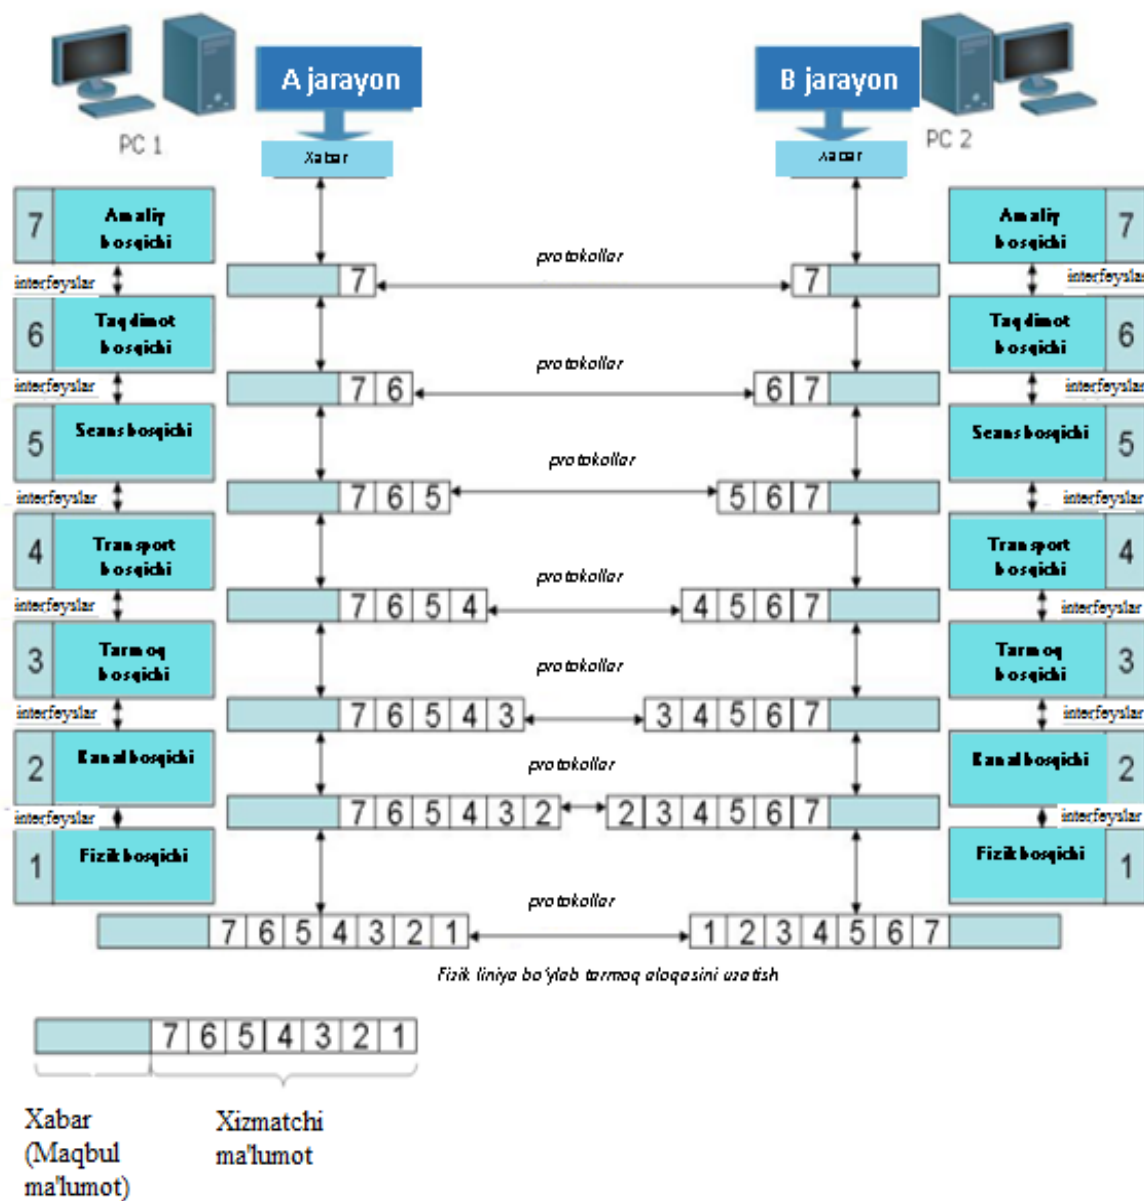 A jarayon
B jarayon
PC 1
PC 2
Xabar
Xabar
7
Amaliy
bosqichi
Amaliy
bosqichi
7
protokollar
7
7
interfeyslar
interfeyslar
6
Taqdimot
bosqichi
Taqdimot
bosqichi
6
protokollar
7 6
6 7
interfeyslar
interfeyslar
5
Seans bosqichi
Seans bosqichi
5
protokollar
7 6 5
5 6 7
interfeyslar
interfeyslar
4
Transport
bosqichi
Transport
bosqichi
4
protokollar
7 6 5 4
4 5 6 7
interfeyslar
interfeyslar
3
Tarmoq
bosqichi
Tarmoq
bosqichi
3
protokollar
7 6 5 4 3
3 4 5 6 7
interfeyslar
interfeyslar
2
Kanal bosqichi
Kanal bosqichi
2
protokollar
7 6 5 4 3 2
2 3 4 5 6 7
interfeyslar
interfeyslar
1
Fizik bosqichi
Fizik bosqichi
1
protokollar
7 6 5 4 3 2 1
1 2 3 4 5 6 7
Fizik liniya bo'ylab tarmoq aloqasini uzatish
7 6 5 4 3 2 1
Xabar
(Maqbul
ma'lumot)
Xizmatchi
ma'lumot